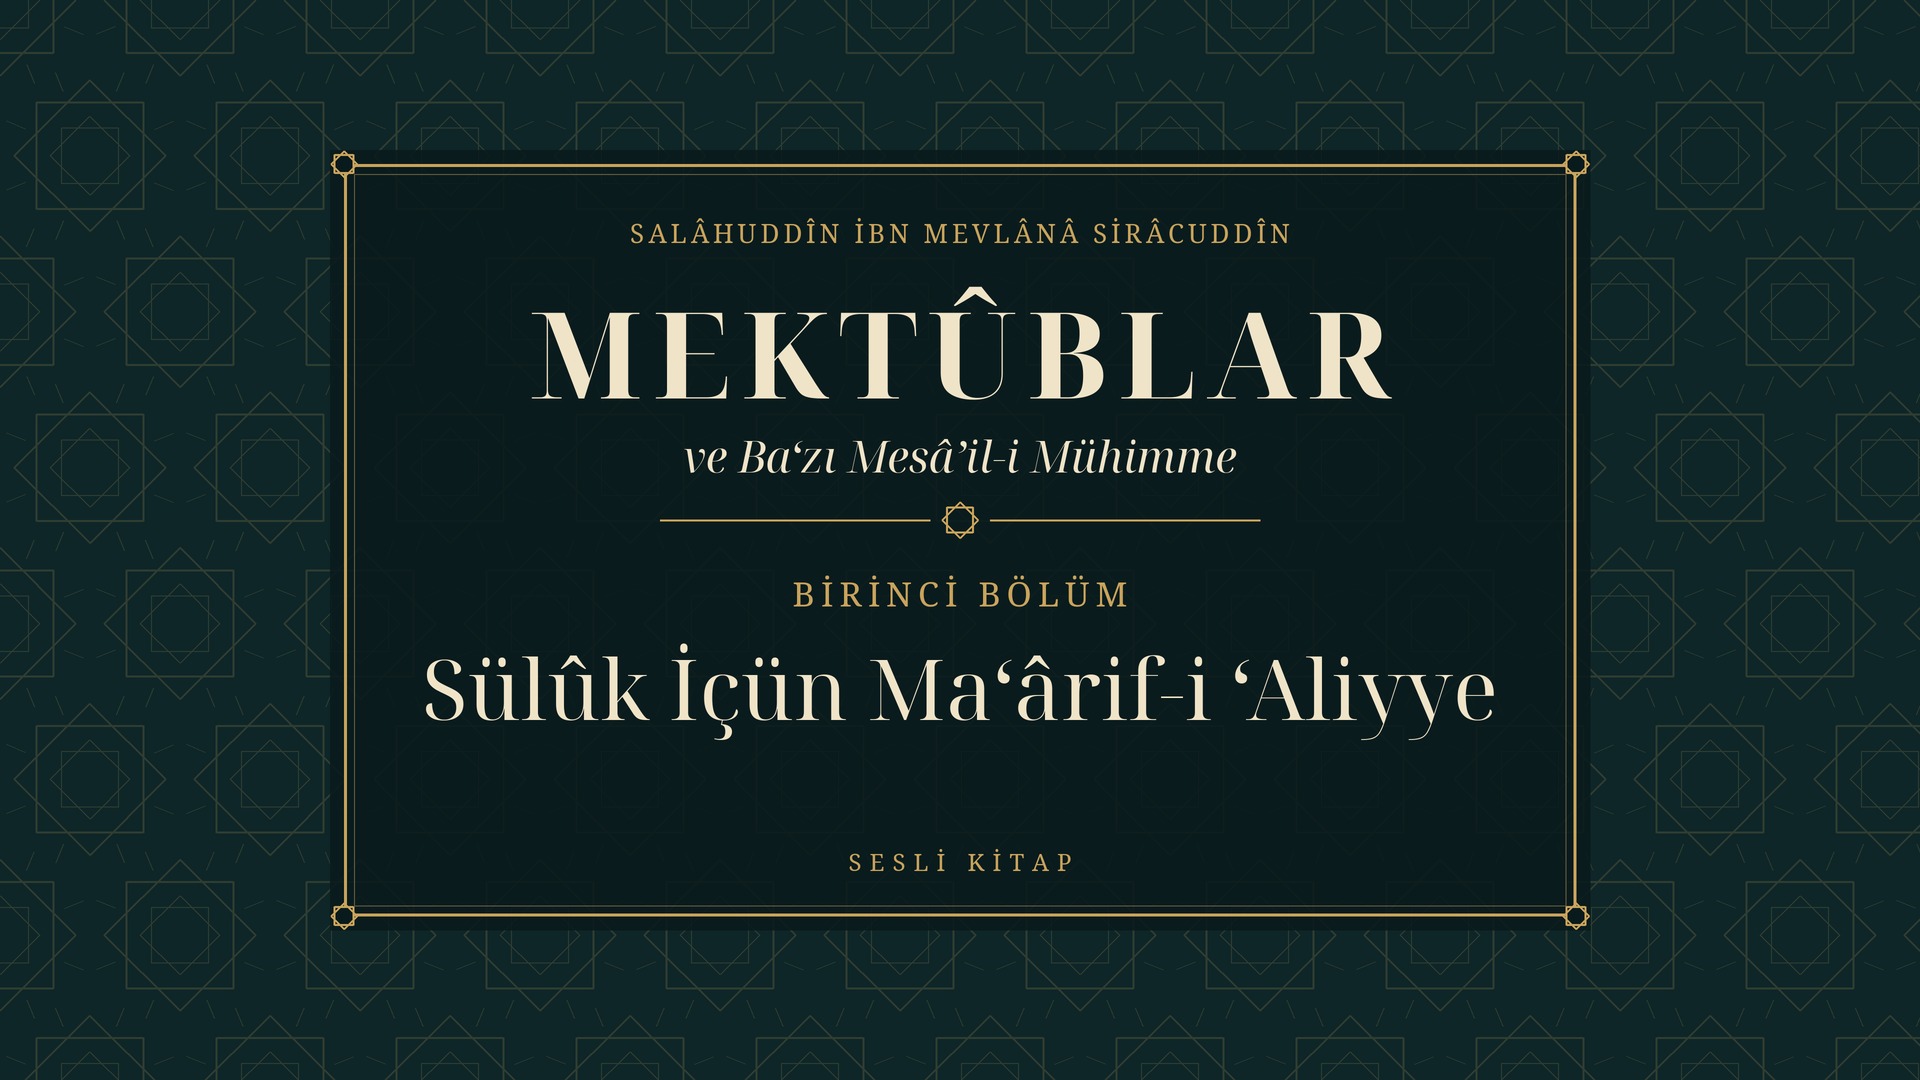 SALÂHUDDÎN İBN MEVLÂNÂ SİRÂCUDDÎN
MEKTÛBLAR
ve Ba‘zı Mesâ’il-i Mühimme
BİRİNCİ BÖLÜM
Sülûk İçün Ma‘ârif-i ‘Aliyye
SESLİ KİTAP